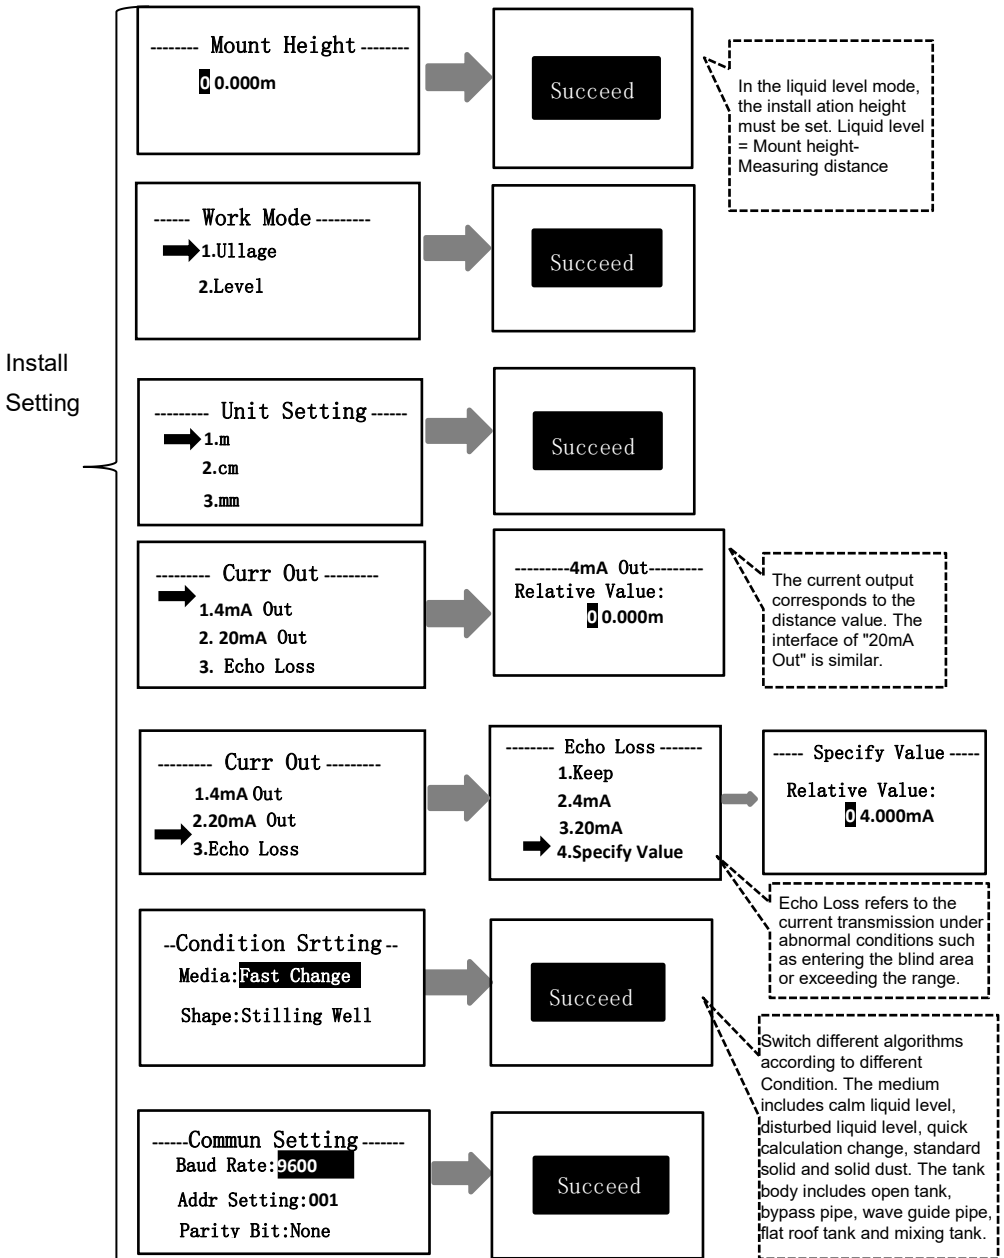 Install
Setting
-------- Mount Height --------
0 0.000m
Succeed
In the liquid level mode,
the install ation height
must be set. Liquid level
= Mount height-
Measuring distance
------ Work Mode ---------
1.Ullage
2.Level
Succeed
--------- Unit Setting ------
1.m
2.cm
3.mm
Succeed
--------- Curr Out ---------
1.4mA Out
2. 20mA Out
3. Echo Loss
---------4mA Out---------
Relative Value:
0 0.000m
The current output
corresponds to the
distance value. The
interface of "20mA
Out" is similar.
--------- Curr Out ---------
1.4mA Out
2.20mA Out
3.Echo Loss
-------- Echo Loss -------
1.Keep
2.4mA
3.20mA
4.Specify Value
----- Specify Value -----
Relative Value:
0 4.000mA
Echo Loss refers to the
current transmission under
abnormal conditions such
as entering the blind area
or exceeding the range.
--Condition Srtting--
Media:Fast Change
Shape:Stilling Well
Succeed
Switch different algorithms
according to different
Condition. The medium
includes calm liquid level,
disturbed liquid level, quick
calculation change, standard
solid and solid dust. The tank
body includes open tank,
bypass pipe, wave guide pipe,
flat roof tank and mixing tank.
------Commun Setting-------
Baud Rate:9600
Addr Setting:001
Parity Bit:None
Succeed